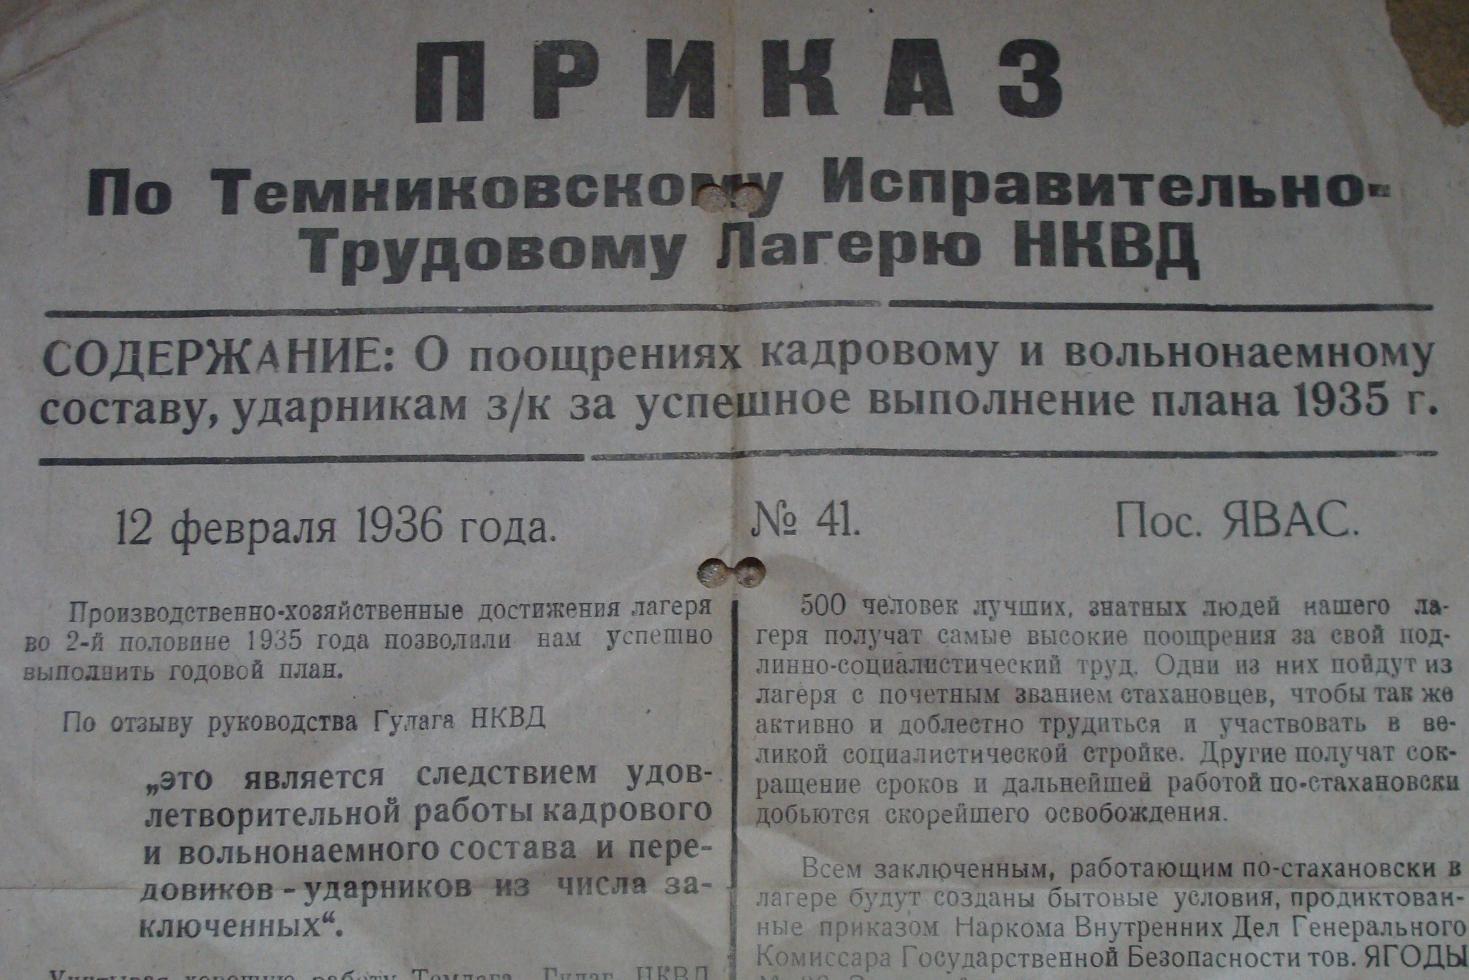 ПРИКАЗ
По Темниковскому Исправительно-
Трудовому Лагерю НКВД
СОДЕРЖАНИЕ: О поощрениях кадровому и вольнонаемному
составу, ударникам з/к за успешное выполнение плана 1935 г.
12 февраля 1936 года. № 41. Пос. ЯВАС.
Производственно-хозяйственные достижения лагеря
во 2-й половине 1935 года позволили нам успешно
выполнить годовой план.
По отзыву руководства Гулага НКВД
„это является следствием удов-
летворительной работы кадрового
и вольнонаемного состава и пере-
довиков - ударников из числа за-
ключенных“.
Учитывая хорошую работу Темлага, Гулаг НКВД
500 человек лучших, знатных людей нашего ла-
геря получат самые высокие поощрения за свой под-
линно-социалистический труд. Одни из них пойдут из
лагеря с почетным званием стахановцев, чтобы так же
активно и доблестно трудиться и участвовать в ве-
ликой социалистической стройке. Другие получат сок-
ращение сроков и дальнейшей работой по-стахановски
добьются скорейшего освобождения.
Всем заключенным, работающим по-стахановски в
лагере будут созданы бытовые условия, продиктован-
ные приказом Наркома Внутренних Дел Генерального
Комиссара Государственной Безопасности тов. ЯГОДЫ